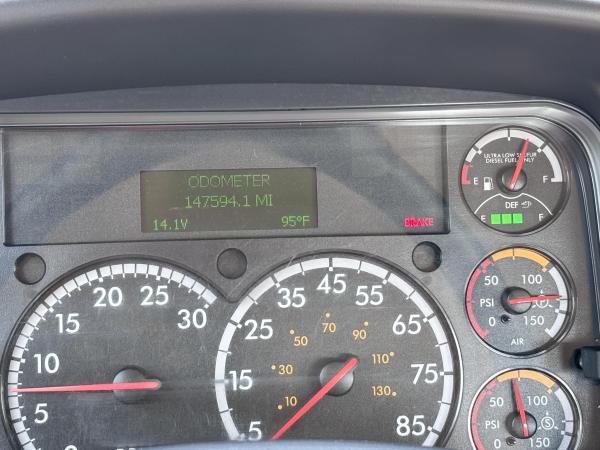 ODOMETER
147594.1 MI
14.1V 95°F
BRAKE
ULTRA LOW SULFUR
DIESEL FUEL ONLY
E F
DEF
E F
50 100
PSI
0 150
AIR
50 100
PSI
0 150
S
5 10 15 20 25 30
5 15 25 35 45 55 65 75 85
10 30 50 70 90 110 130